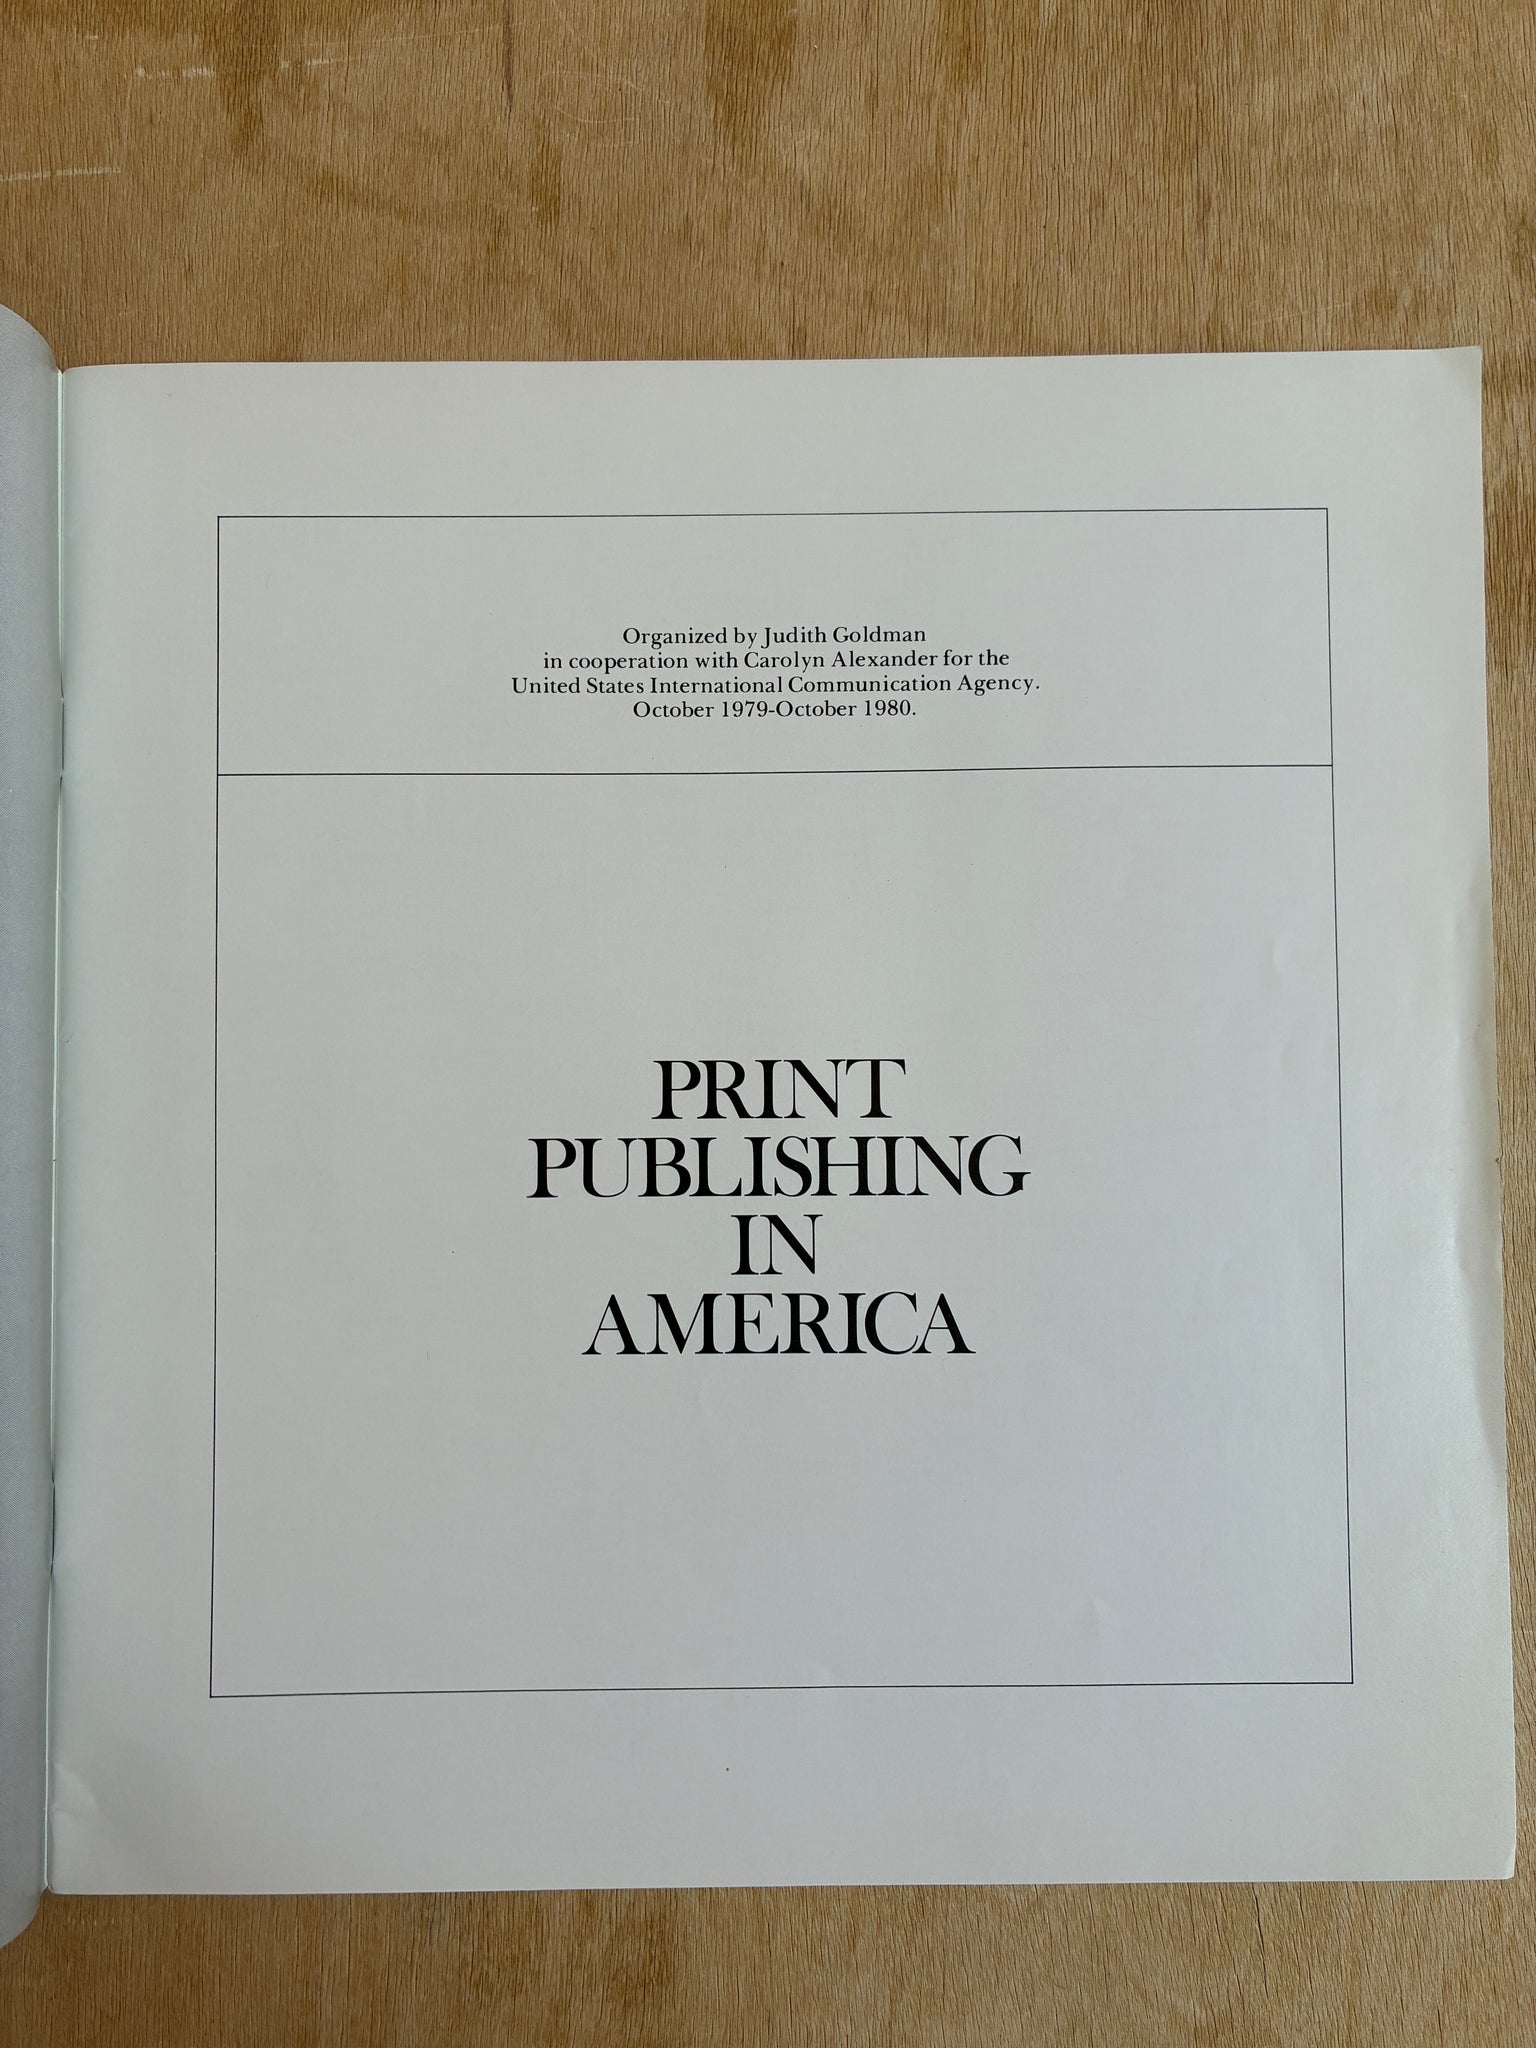 Organized by Judith Goldman
in cooperation with Carolyn Alexander for the
United States International Communication Agency.
October 1979-October 1980.
PRINT
PUBLISHING
IN
AMERICA